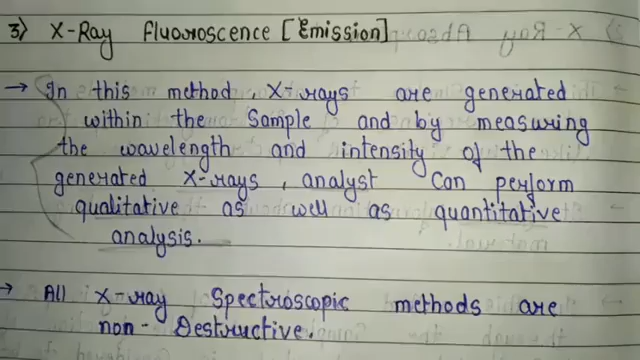 3) X-Ray Fluoroscence [Emission]
→ In this method, X-rays are generated
within the Sample and by measuring
the wavelength and intensity of the
generated X-rays, analyst Can perform
qualitative as well as quantitative
analysis.
→ All X-ray Spectroscopic methods are
non-Destructive.